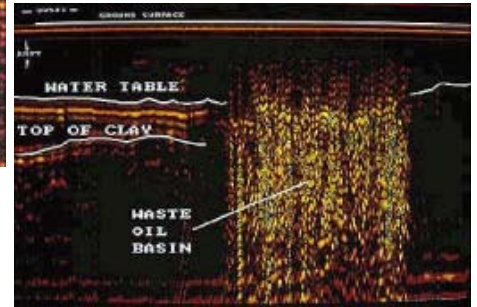 GROUND SURFACE
WATER TABLE
TOP OF CLAY
WASTE
OIL
BASIN